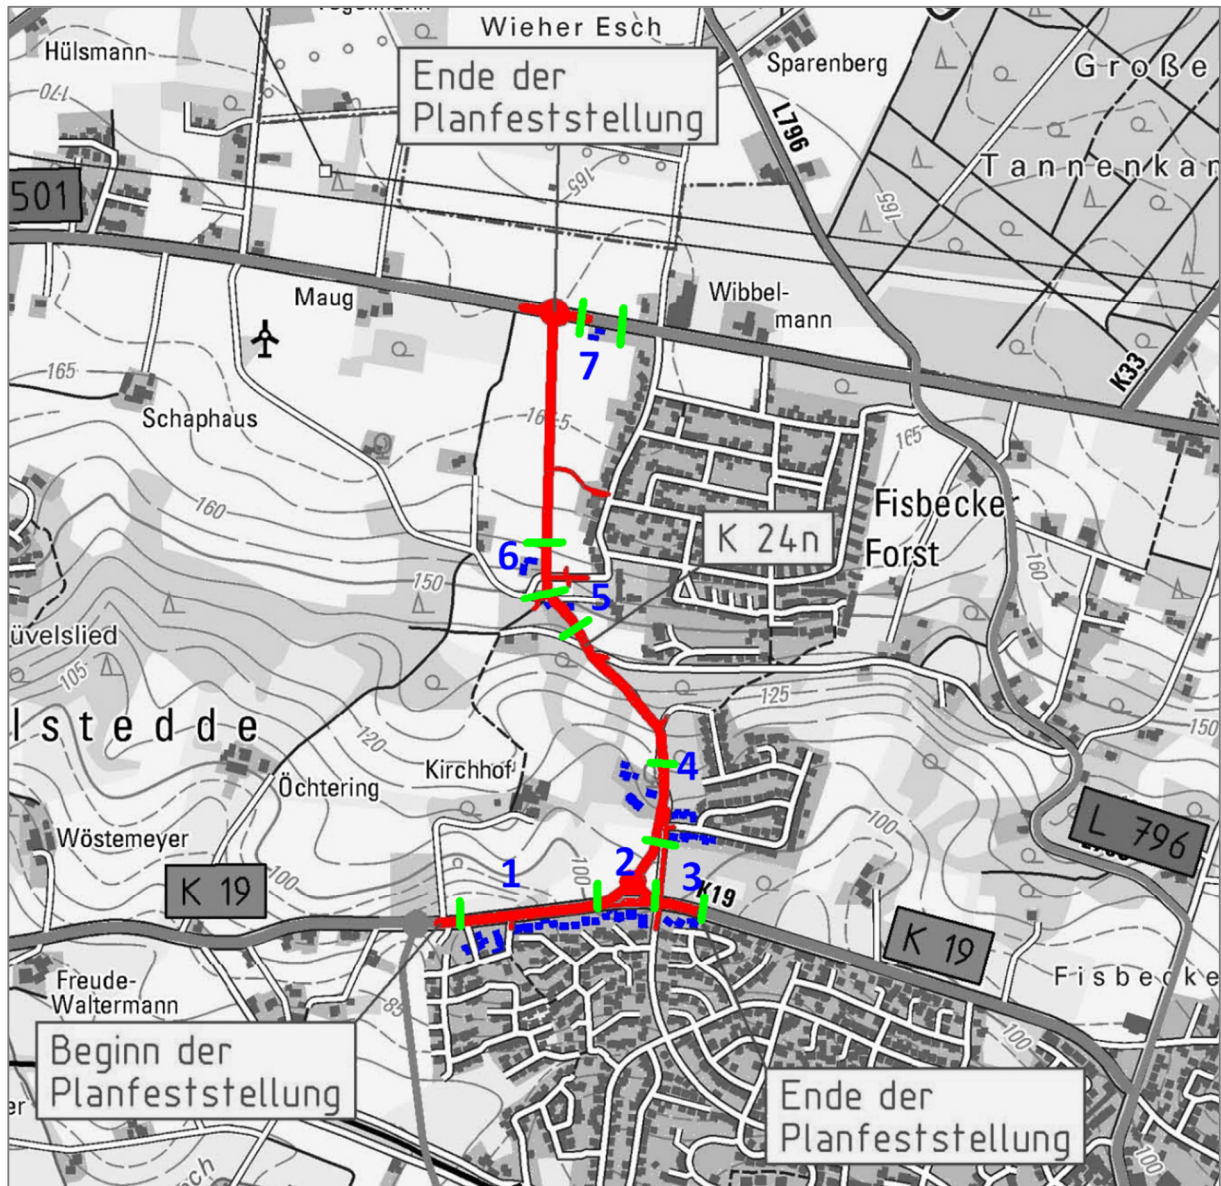 Wieher Esch
Hülsmann
Ende der
Planfeststellung
Sparenberg
Große
170
L796
501
165
165
Maug
Wibbel-
mann
7
K33
165
Schaphaus
165
160
Fisbecker
Forst
K 24n
6
150
5
160
105
125
150
lstedde
120
Kirchhof
4
Öchtering
L 796
Wöstemeyer
100
K 19
100
1
100
2
3
K19
K 19
Freude-
Waltermann
85
Fisbecke
Beginn der
Planfeststellung
100
Ende der
Planfeststellung
100